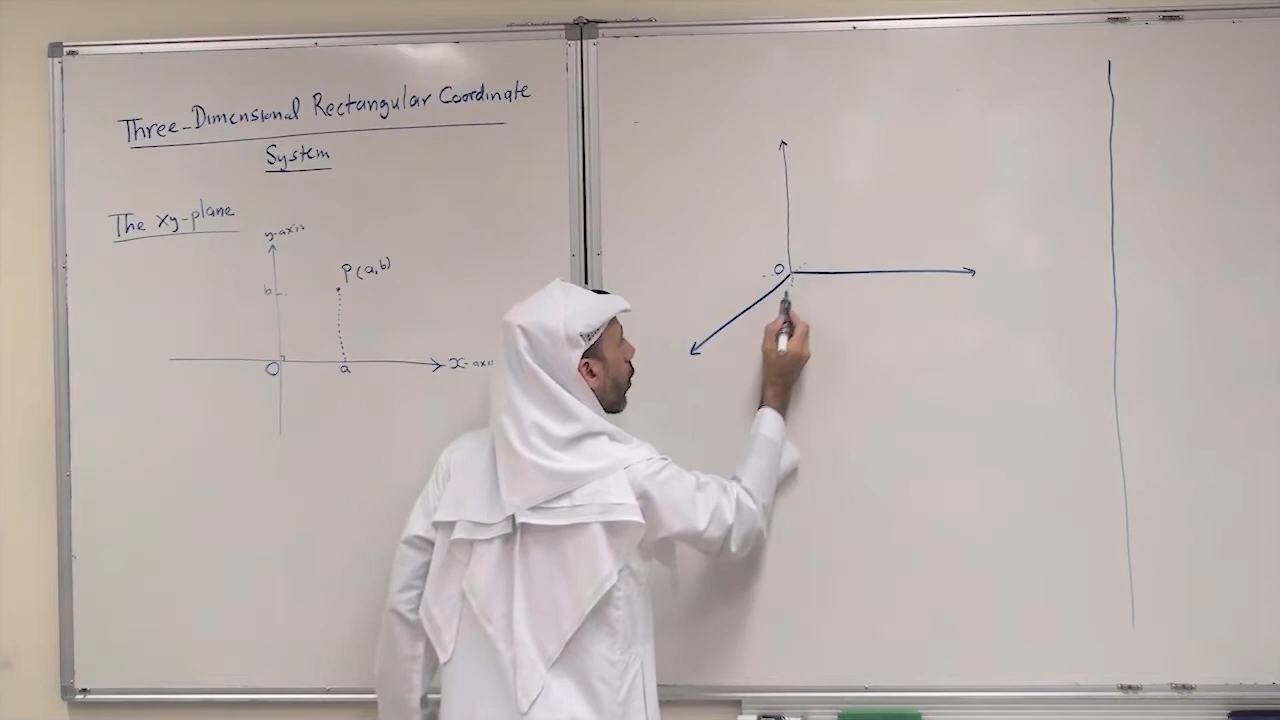 Three-Dimensional Rectangular Coordinate
System
The xy-plane
y-axis
P(a,b)
b
O
a
x-axis
O